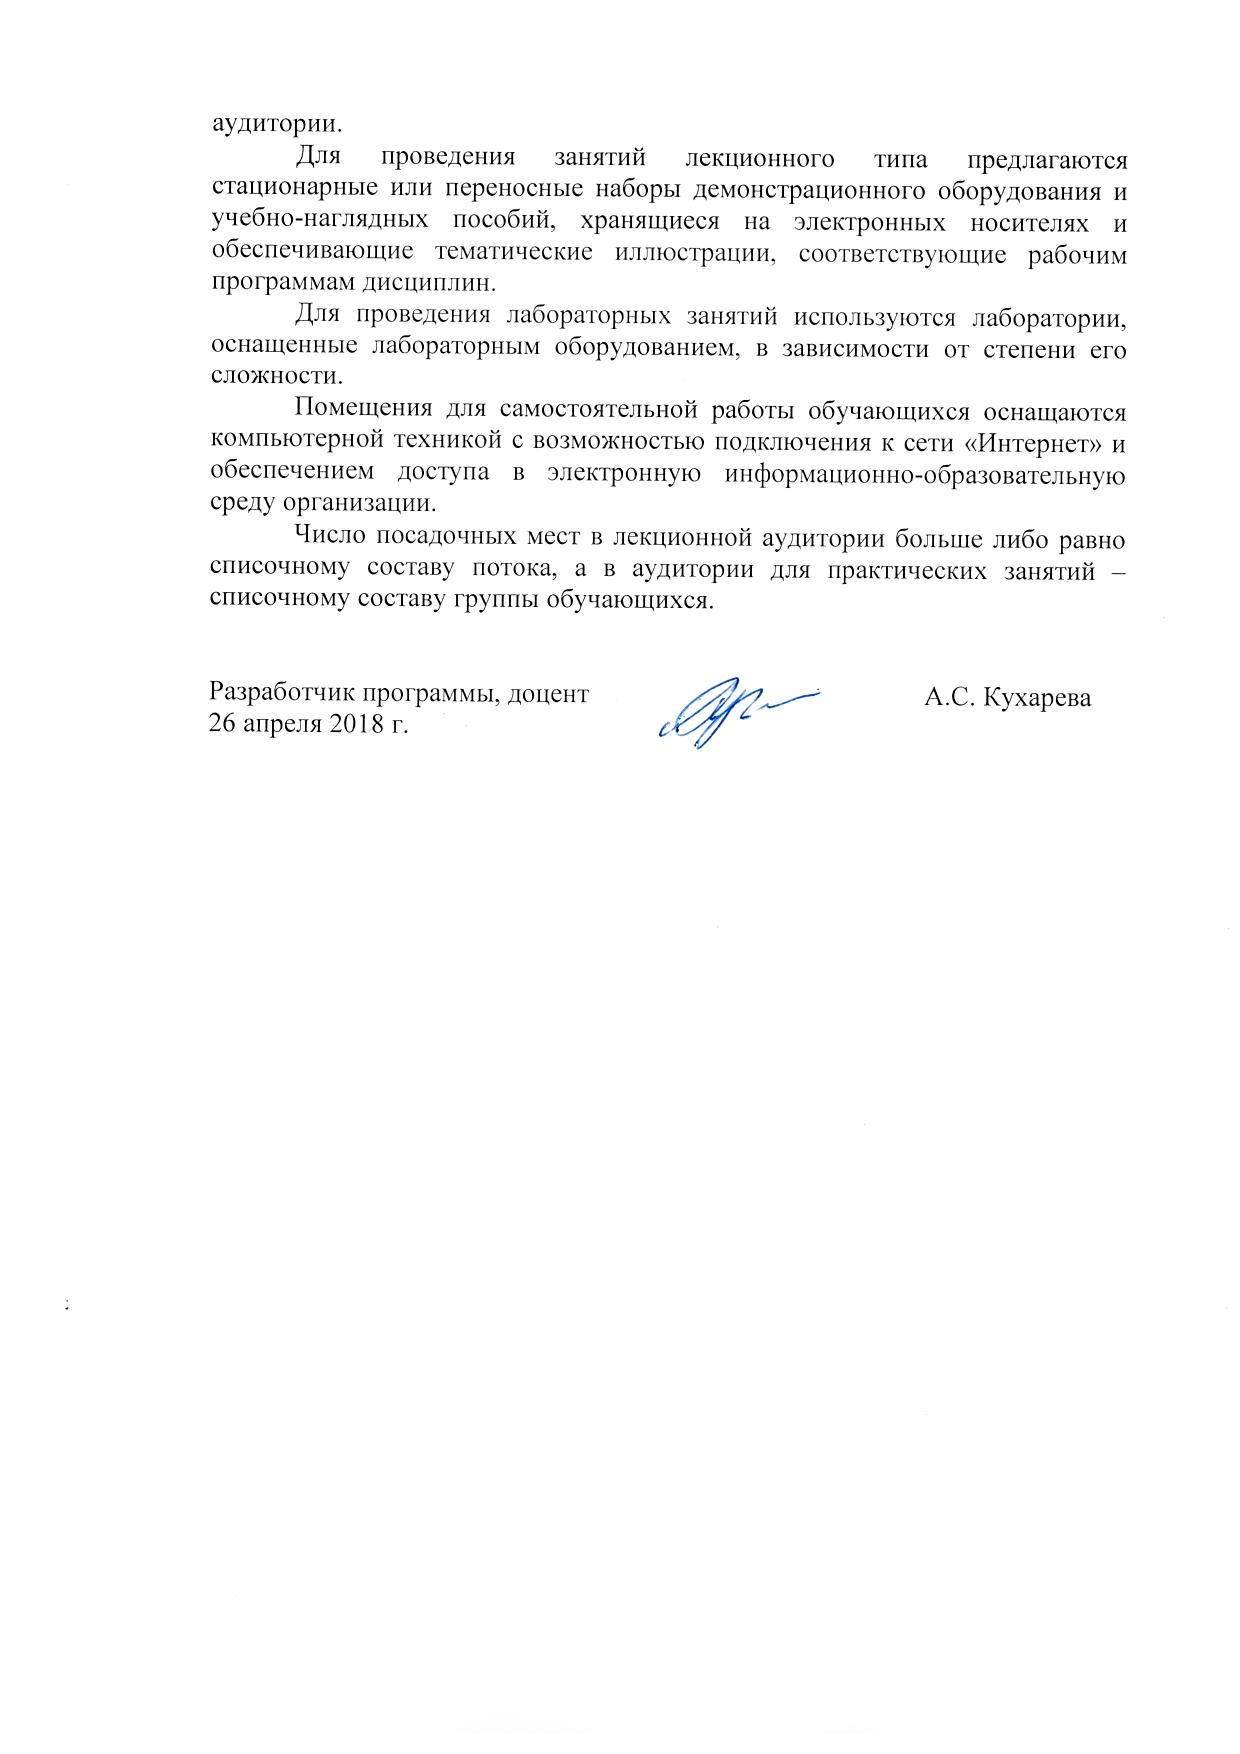 аудитории.
Для проведения занятий лекционного типа предлагаются
стационарные или переносные наборы демонстрационного оборудования и
учебно-наглядных пособий, хранящиеся на электронных носителях и
обеспечивающие тематические иллюстрации, соответствующие рабочим
программам дисциплин.
Для проведения лабораторных занятий используются лаборатории,
оснащенные лабораторным оборудованием, в зависимости от степени его
сложности.
Помещения для самостоятельной работы обучающихся оснащаются
компьютерной техникой с возможностью подключения к сети «Интернет» и
обеспечением доступа в электронную информационно-образовательную
среду организации.
Число посадочных мест в лекционной аудитории больше либо равно
списочному составу потока, а в аудитории для практических занятий –
списочному составу группы обучающихся.
Разработчик программы, доцент А.С. Кухарева
26 апреля 2018 г.